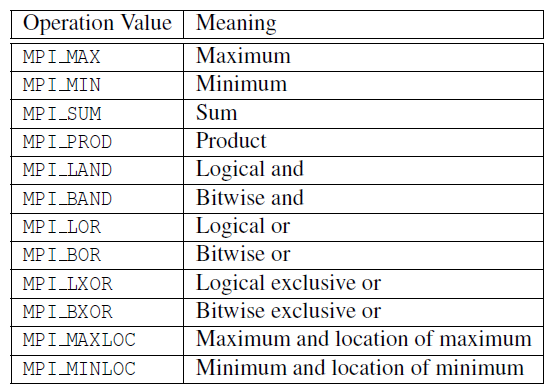 Operation Value Meaning
MPI_MAX Maximum
MPI_MIN Minimum
MPI_SUM Sum
MPI_PROD Product
MPI_LAND Logical and
MPI_BAND Bitwise and
MPI_LOR Logical or
MPI_BOR Bitwise or
MPI_LXOR Logical exclusive or
MPI_BXOR Bitwise exclusive or
MPI_MAXLOC Maximum and location of maximum
MPI_MINLOC Minimum and location of minimum